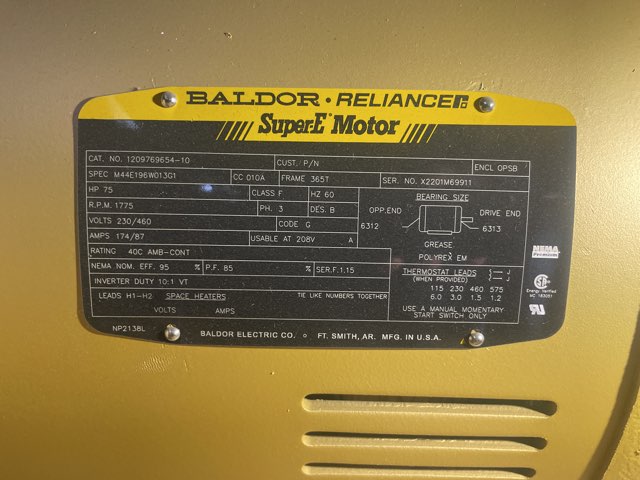 BALDOR • RELIANCE
Super-E Motor
CAT. NO. 1209769654-10 CUST. P/N ENCL OPSB
SPEC M44E196W013G1 CC 010A FRAME 365T SER. NO. X2201M69911
HP 75 CLASS F HZ 60 BEARING SIZE
R.P.M. 1775 PH. 3 DES. B OPP.END DRIVE END
VOLTS 230/460 CODE G 6312 6313
AMPS 174/87 USABLE AT 208V A GREASE
RATING 40C AMB-CONT POLYREX EM
NEMA NOM. EFF. 95 % P.F. 85 % SER.F. 1.15 THERMOSTAT LEADS J
(WHEN PROVIDED) J
INVERTER DUTY 10:1 VT 115 230 460 575
LEADS H1-H2 SPACE HEATERS TIE LIKE NUMBERS TOGETHER 6.0 3.0 1.5 1.2
VOLTS AMPS USE A MANUAL MOMENTARY
START SWITCH ONLY
NEMA
Premium
Energy Verified
MC 183051
NP2138L BALDOR ELECTRIC CO. • FT. SMITH, AR. MFG. IN U.S.A.